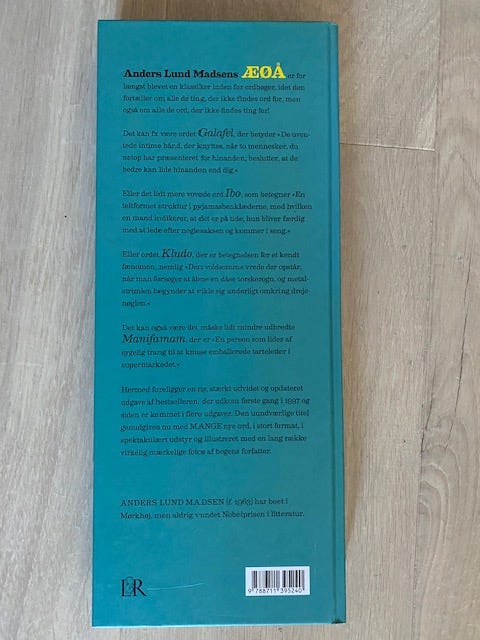 Anders Lund Madsens ÆØÅ er for
længst blevet en klassiker inden for ordbøger, idet den
fortæller om alle de ting, der ikke findes ord for, men
også om alle de ord, der ikke findes ting for!
Det kan fx være ordet Galafel, der betyder »De uven-
tede intime bånd, der knyttes, når to mennesker, du
netop har præsenteret for hinanden, beslutter, at de
bedre kan lide hinanden end dig.«
Eller det lidt mere vovede ord Ibo, som betegner »En
teltformet struktur i pyjamasbenklæderne, med hvilken
en mand indikerer, at det er på tide, hun bliver færdig
med at lede efter neglesaksen og kommer i seng.«
Eller ordet Kludo, der er betegnelsen for et kendt
fænomen, nemlig »Den voldsomme vrede der opstår,
når man forsøger at åbne en dåse torskerogn, og metal-
strimlen begynder at vikle sig underligt omkring dreje-
nøglen.«
Det kan også være det måske lidt mindre udbredte
Manifumam, der er »En person som lider af
sygelig trang til at knuse emballerede tarteletter i
supermarkedet.«
Hermed foreligger en ny, stærkt udvidet og opdateret
udgave af bestselleren, der udkom første gang i 1997 og
siden er kommet i flere udgaver. Den uundværlige titel
genudgives nu med MANGE nye ord, i stort format, i
spektakulært udstyr og illustreret med en lang række
virkelig mærkelige fotos af bogens forfatter.
ANDERS LUND MADSEN (f. 1963) har boet i
Mørkhøj, men aldrig vundet Nobelprisen i litteratur.
L&R
9 788711 395240